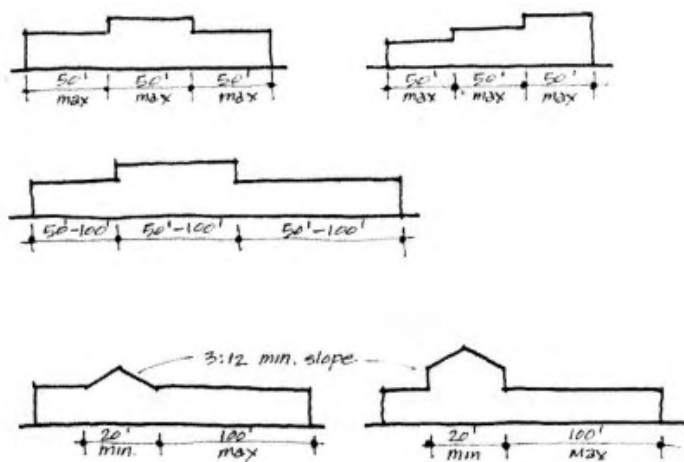 50' 50' 50'
max max max
50' 50' 50'
max max max
50'-100' 50'-100' 50'-100'
3:12 min. slope
20' 100'
min. max
20' 100'
min max